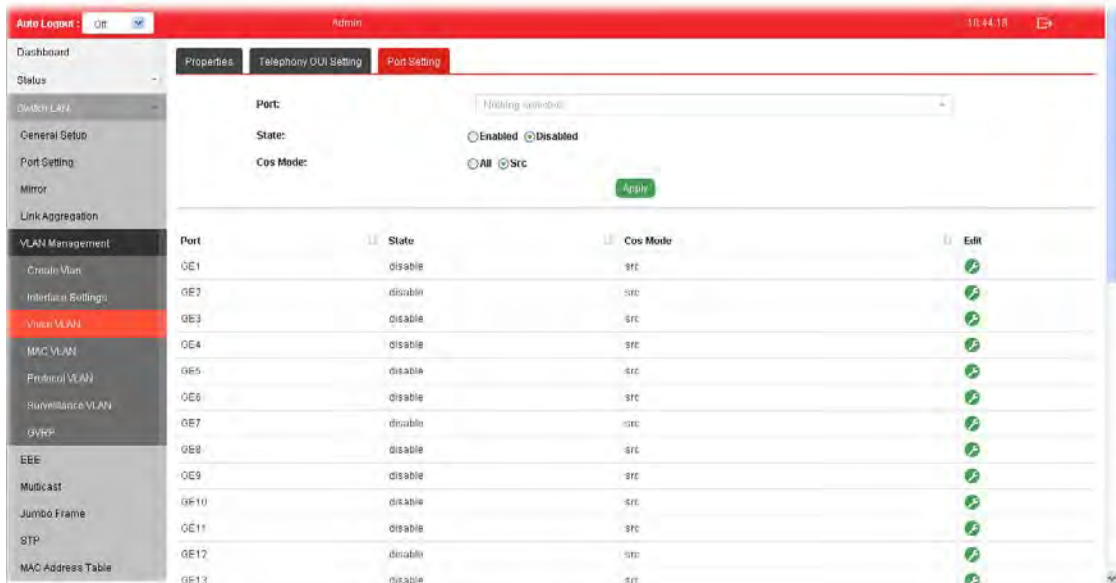 Auto Logout : Off Admin 18:44:18
Dashboard
Status
Switch LAN
General Setup
Port Setting
Mirror
Link Aggregation
VLAN Management
Create Vlan
Interface Settings
Voice VLAN
MAC VLAN
Protocol VLAN
Surveillance VLAN
GVRP
EEE
Multicast
Jumbo Frame
STP
MAC Address Table
Properties Telephony OUI Setting Port Setting
Port: Nothing selected
State: Enabled Disabled
Cos Mode: All Src
Apply
Port State Cos Mode Edit
GE1 disable src
GE2 disable src
GE3 disable src
GE4 disable src
GE5 disable src
GE6 disable src
GE7 disable src
GE8 disable src
GE9 disable src
GE10 disable src
GE11 disable src
GE12 disable src
GE13 disable src